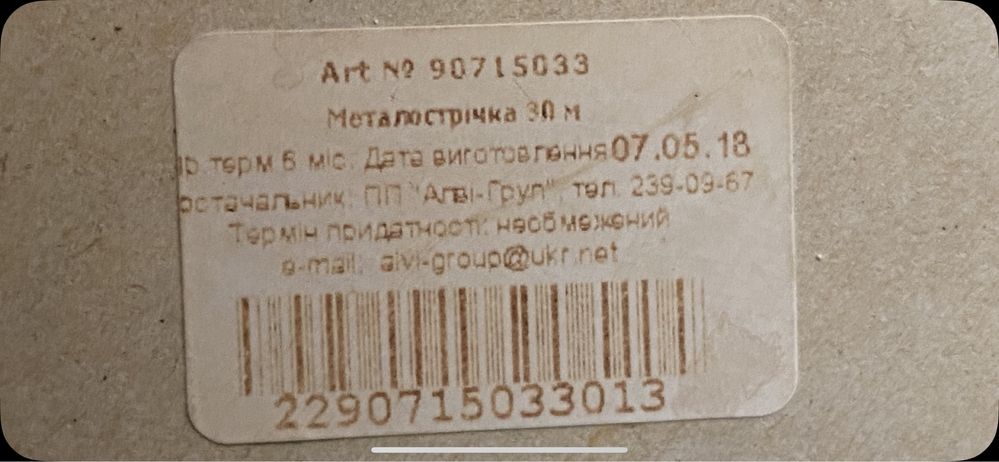 Art № 90715033
Металострічка 30 м
р. терм 6 міс. Дата виготовлення 07.05.18
остачальник: ПП "Алві-Груп", тел. 239-09-67
Термін придатності: необмежений
e-mail: alvi-group@ukr.net
2290715033013